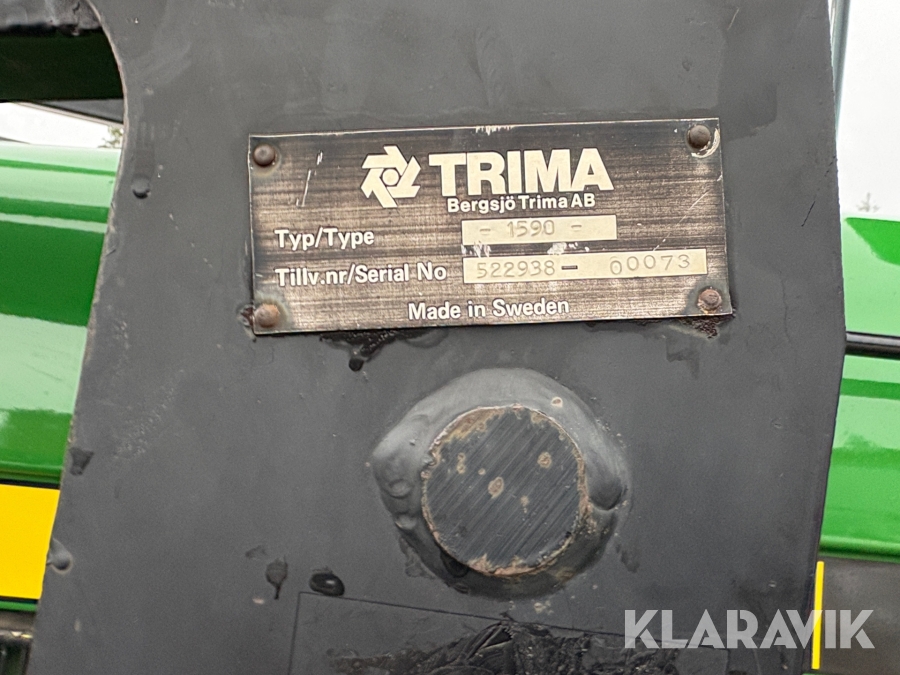 TRIMA
Bergsjö Trima AB
Typ/Type - 1590 -
Tillv.nr/Serial No 522938- 00073
Made in Sweden
KLARAVIK